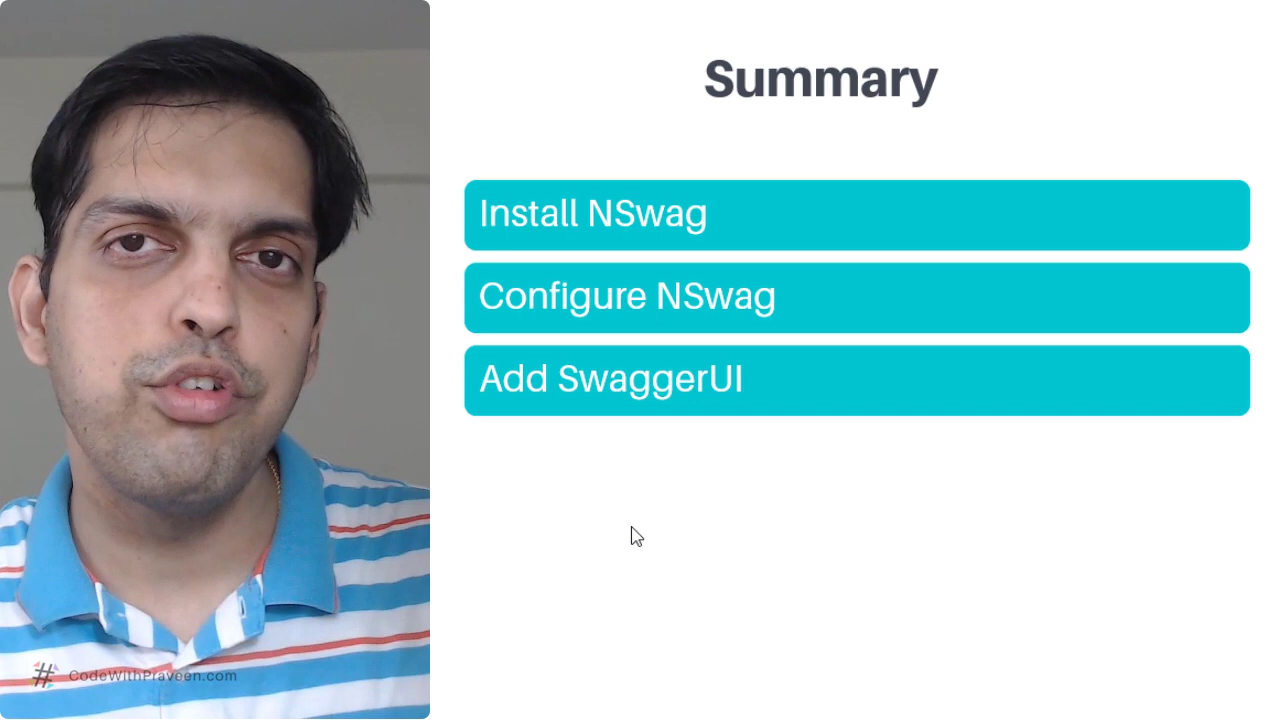 Summary
Install NSwag
Configure NSwag
Add SwaggerUI
# CodeWithPraveen.com